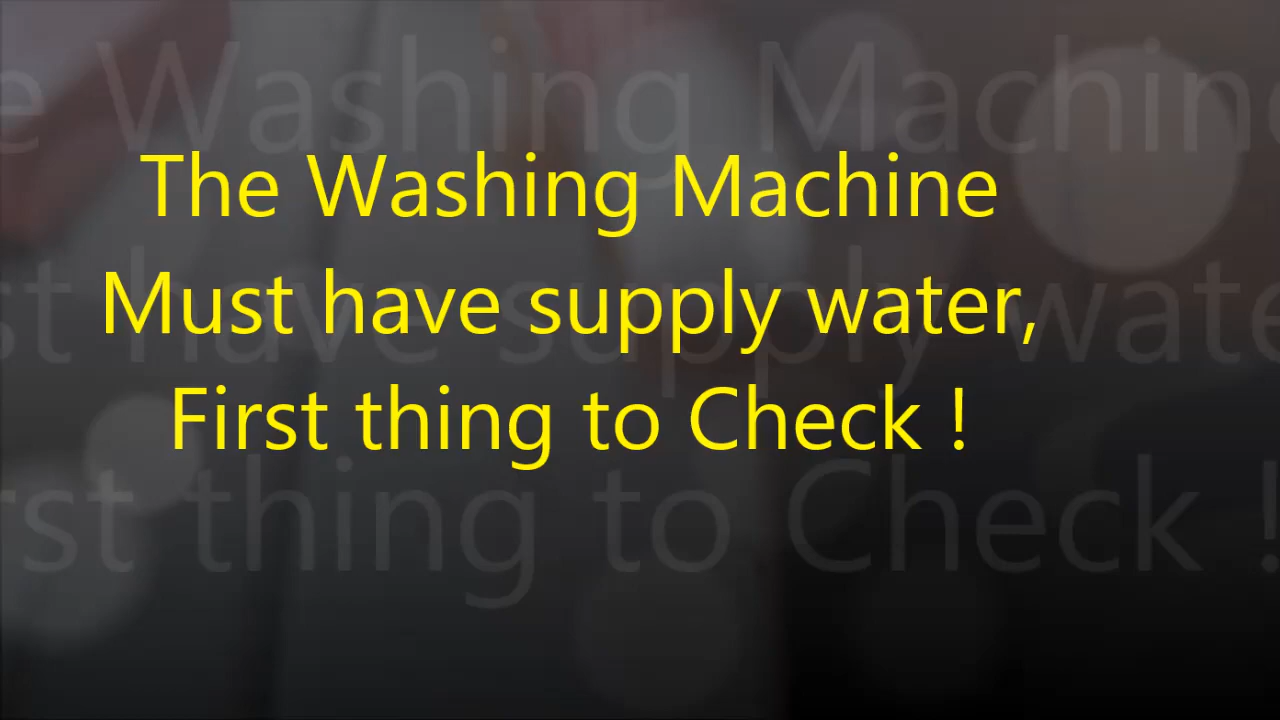 The Washing Machine
Must have supply water,
First thing to Check !